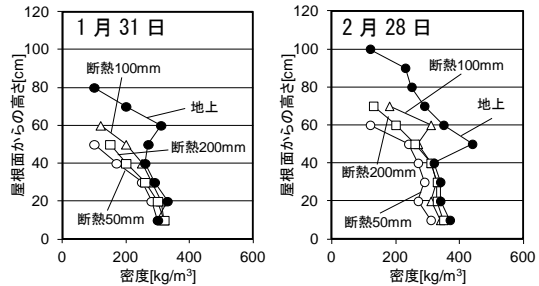 1 月 31 日
屋根面からの高さ[cm]
120
100
80
60
40
20
0
断熱100mm
地上
断熱200mm
断熱50mm
0 200 400 600
密度[kg/m³]
2 月 28 日
屋根面からの高さ[cm]
120
100
80
60
40
20
0
断熱100mm
地上
断熱200mm
断熱50mm
0 200 400 600
密度[kg/m³]